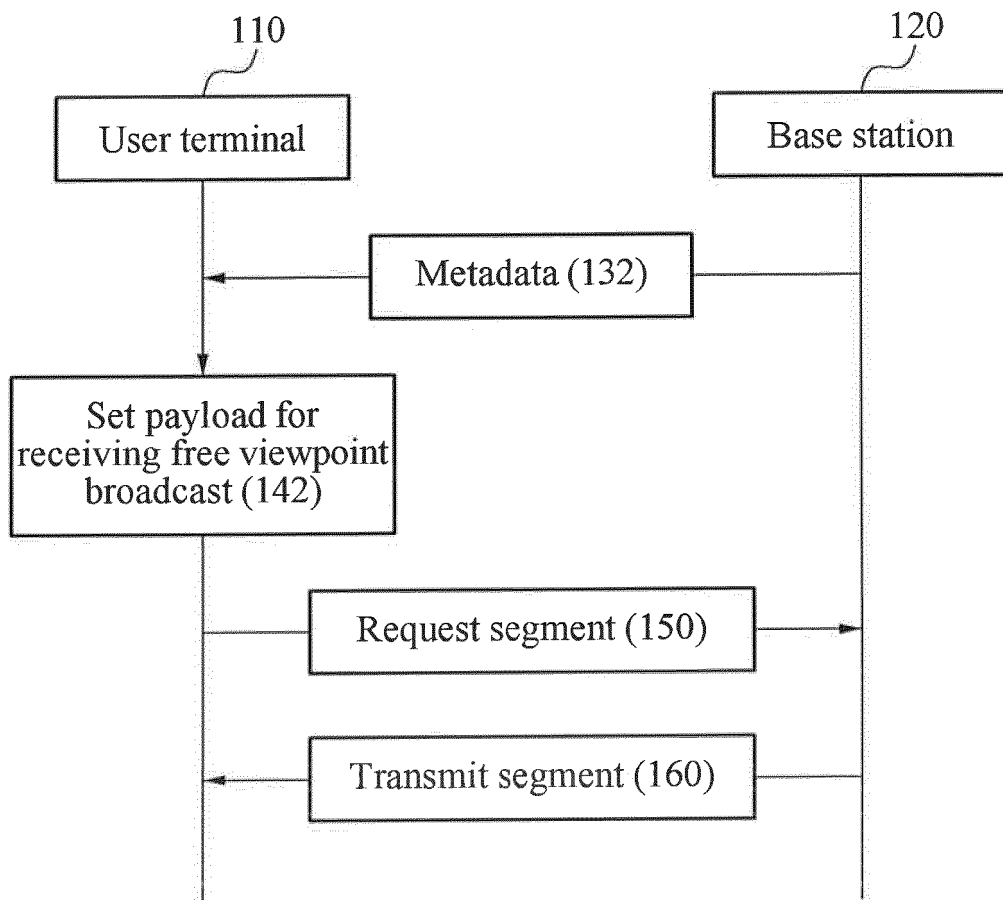 110
120
User terminal
Base station
Metadata (132)
Set payload for
receiving free viewpoint
broadcast (142)
Request segment (150)
Transmit segment (160)